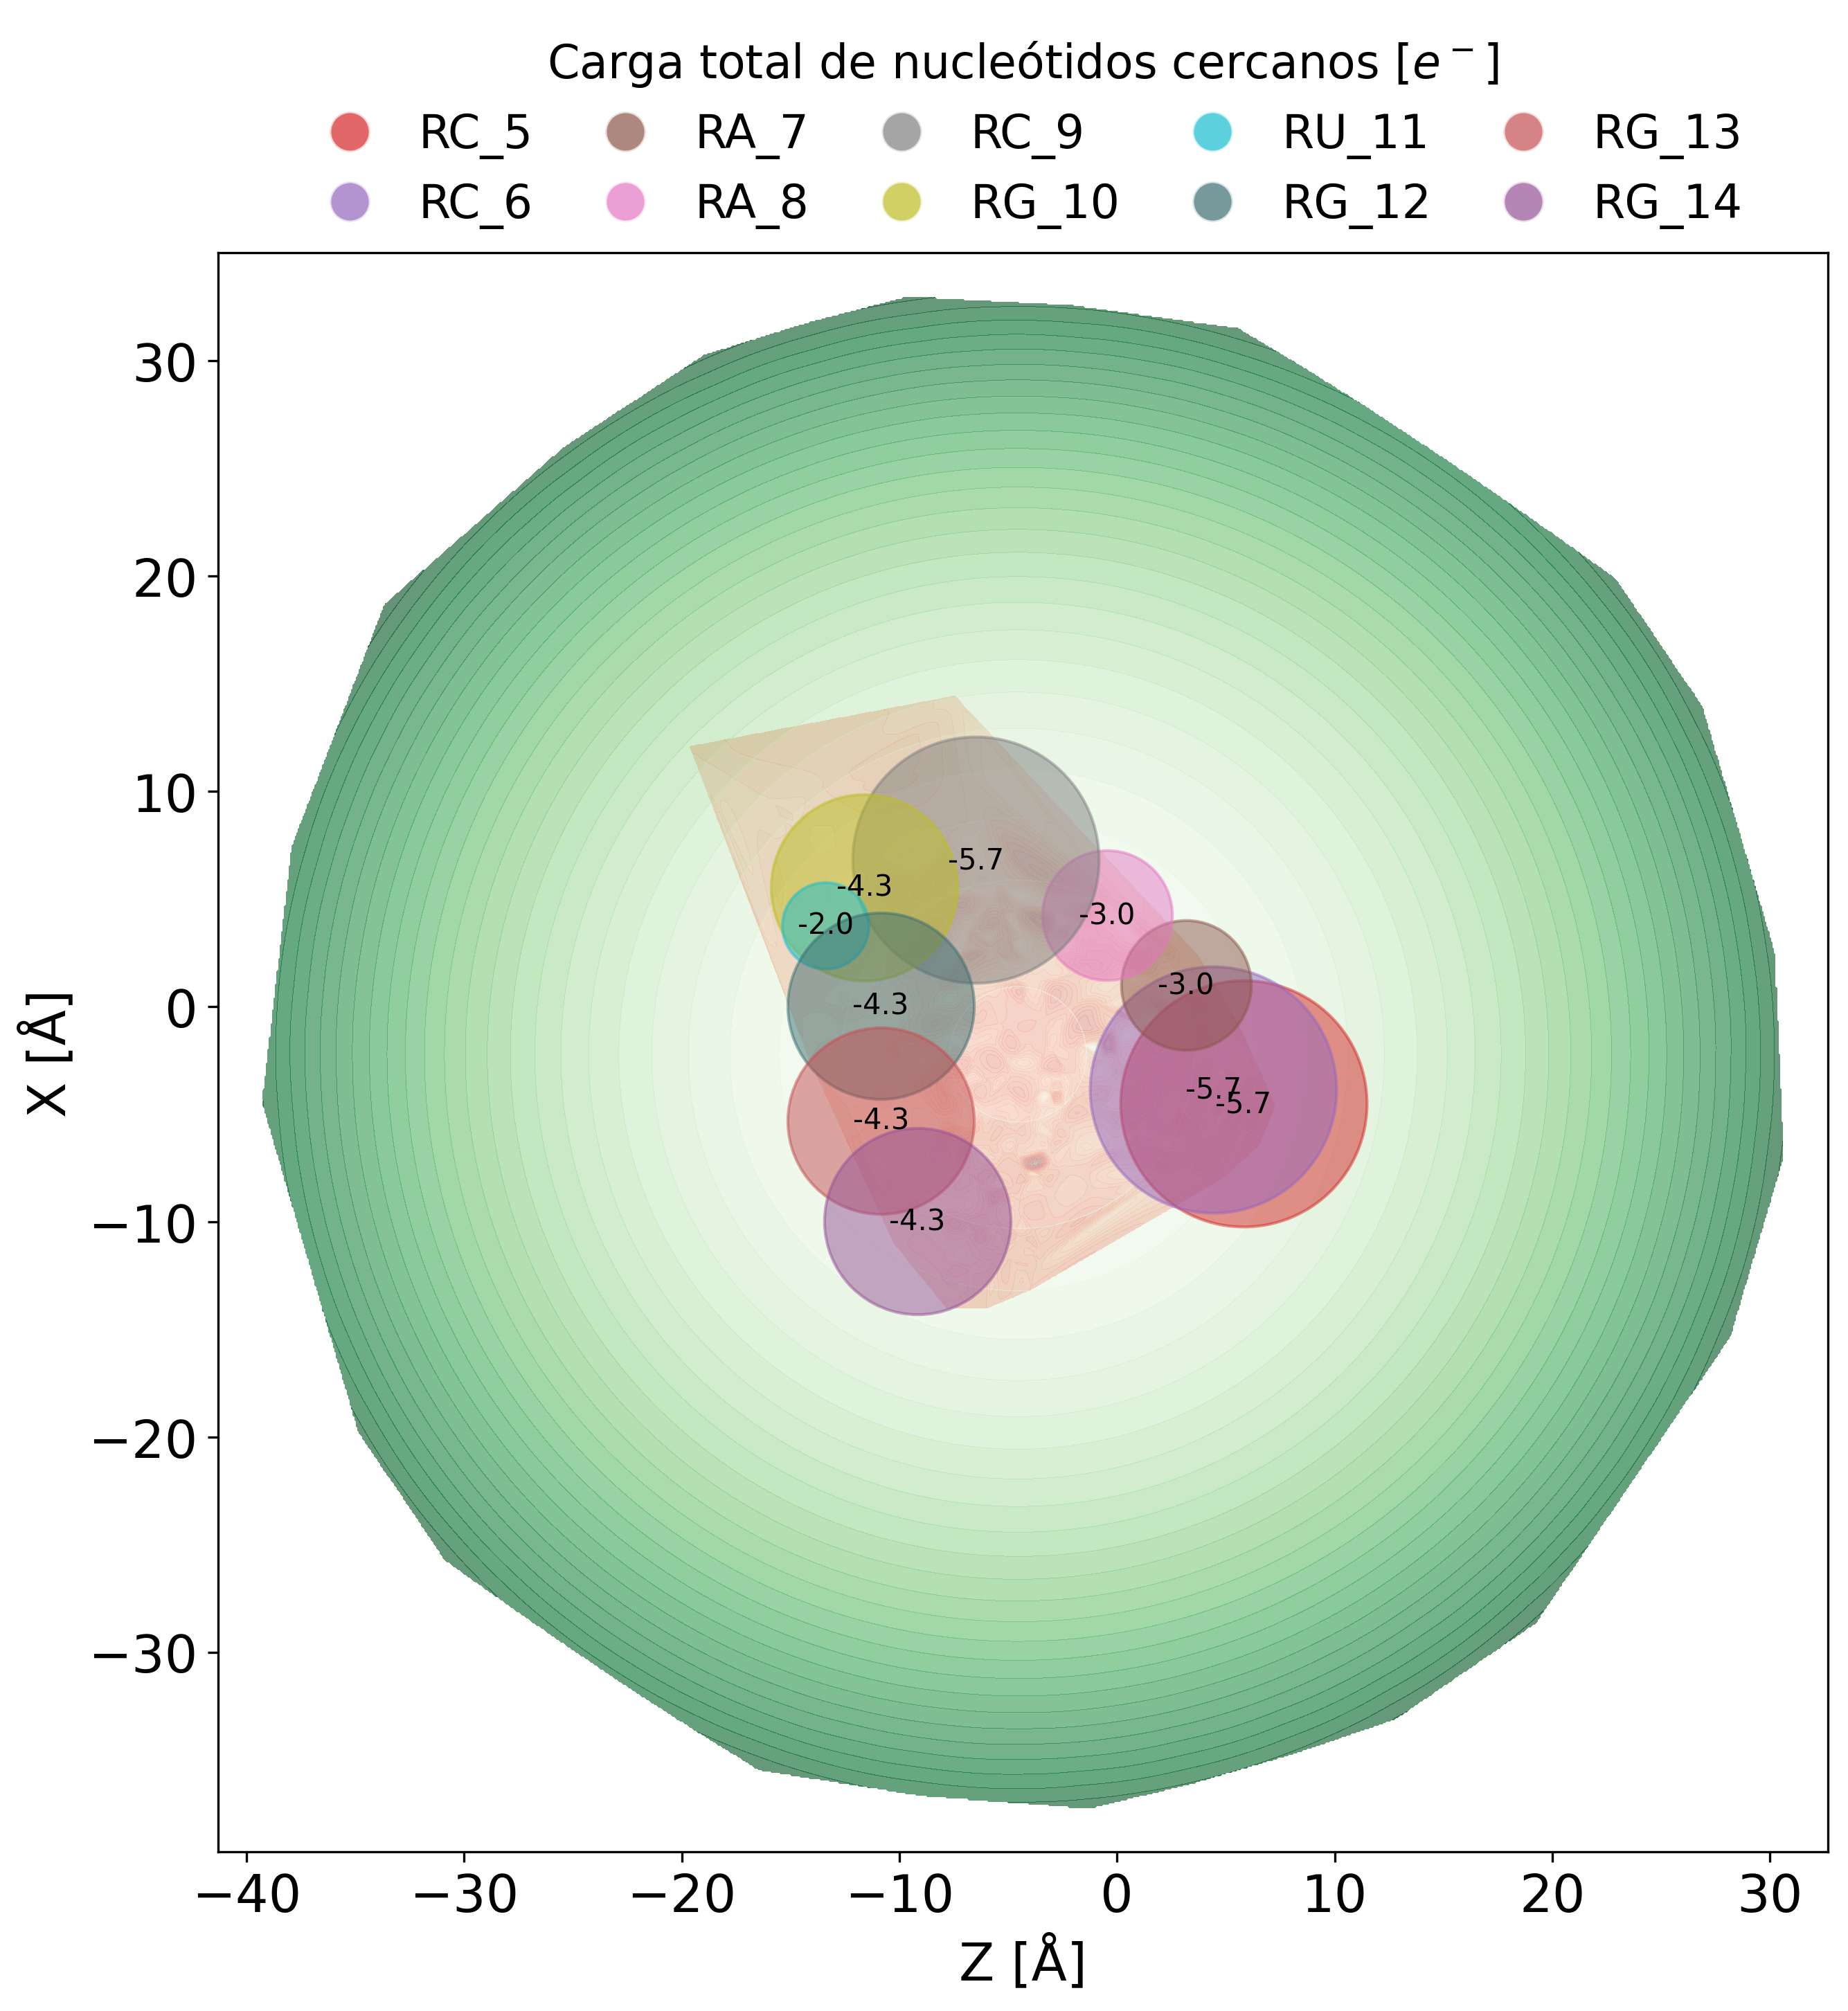 Carga total de nucleótidos cercanos [e⁻]
RC_5 RA_7 RC_9 RU_11 RG_13
RC_6 RA_8 RG_10 RG_12 RG_14
30
20
10
0
−10
−20
−30
X [Å]
-5.7
-4.3
-2.0
-3.0
-3.0
-4.3
-5.7
-5.7
-4.3
-4.3
−40 −30 −20 −10 0 10 20 30
Z [Å]